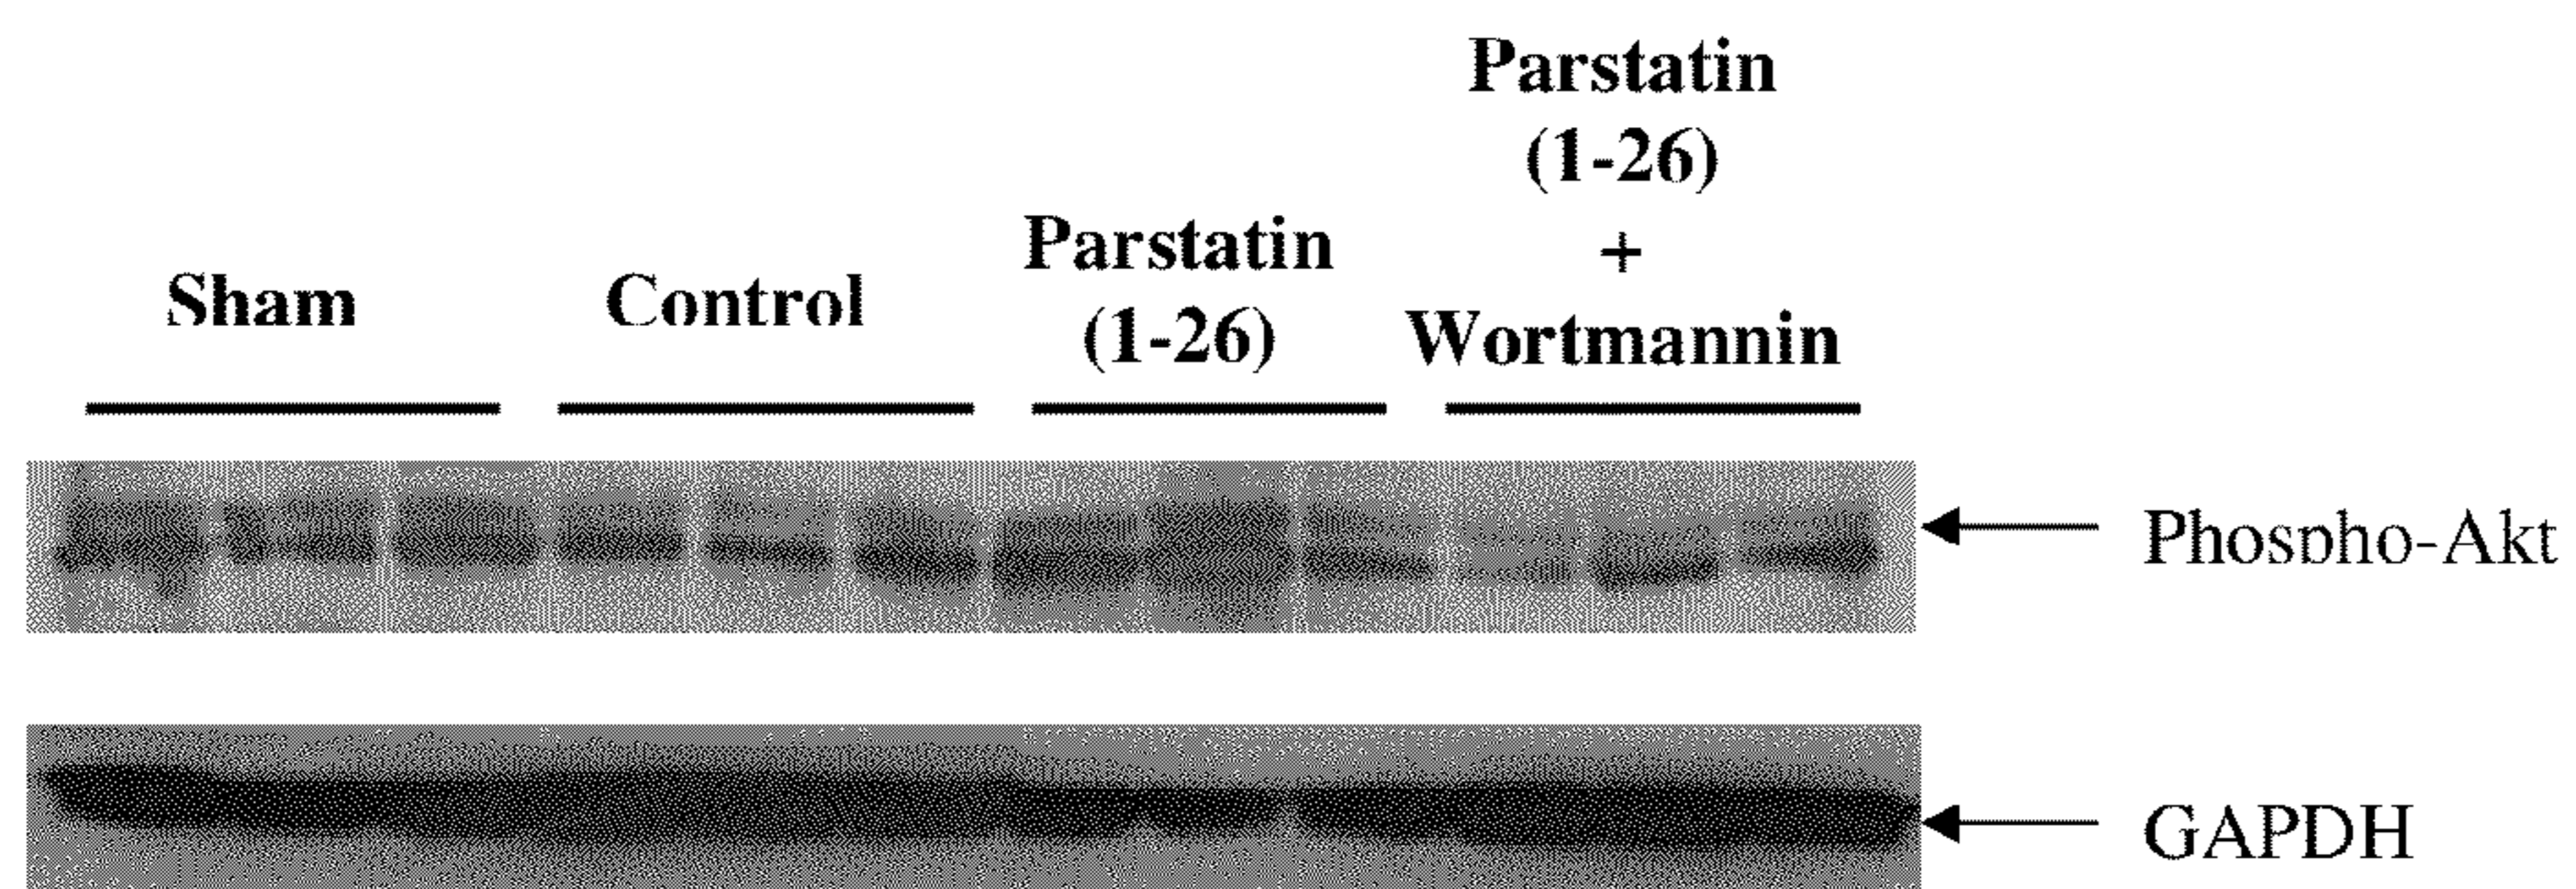 Sham
Control
Parstatin
(1-26)
Parstatin
(1-26)
+
Wortmannin
Phospho-Akt
GAPDH